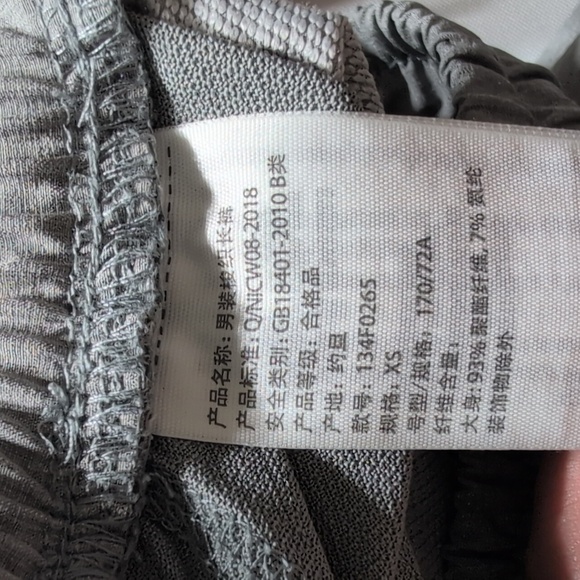 产品名称: 男装梭织长裤
产品标准: Q/NICW08-2018
安全类别: GB18401-2010 B类
产品等级: 合格品
产地: 约旦
款号: 134F0265
规格: XS
号型/规格: 170/72A
纤维含量:
大身: 93% 聚酯纤维, 7% 氨纶
装饰物除外